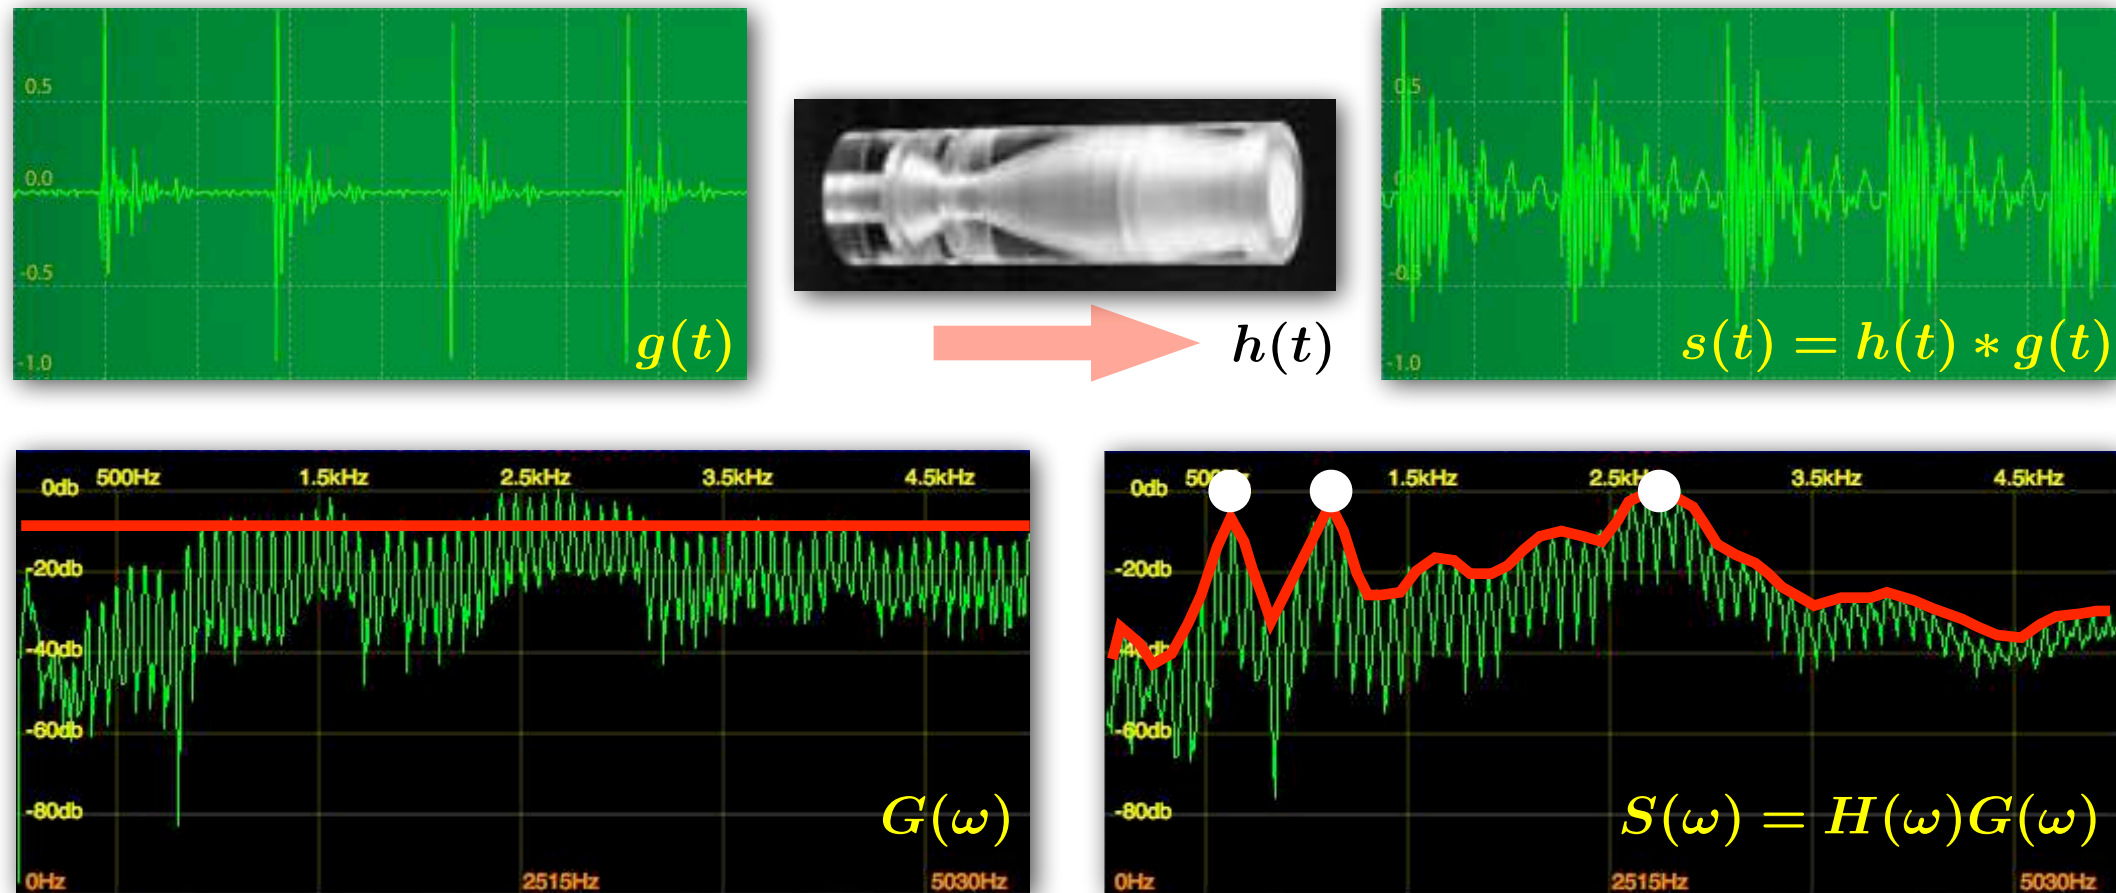 0.5
0.0
-0.5
-1.0
g(t)
h(t)
0.5
-0.5
-1.0
s(t) = h(t) * g(t)
500Hz 1.5kHz 2.5kHz 3.5kHz 4.5kHz
0db
-20db
-40db
-60db
-80db
G(ω)
0Hz 2515Hz 5030Hz
1.5kHz 3.5kHz 4.5kHz
0db
-20db
-40db
-60db
-80db
S(ω) = H(ω)G(ω)
0Hz 2515Hz 5030Hz